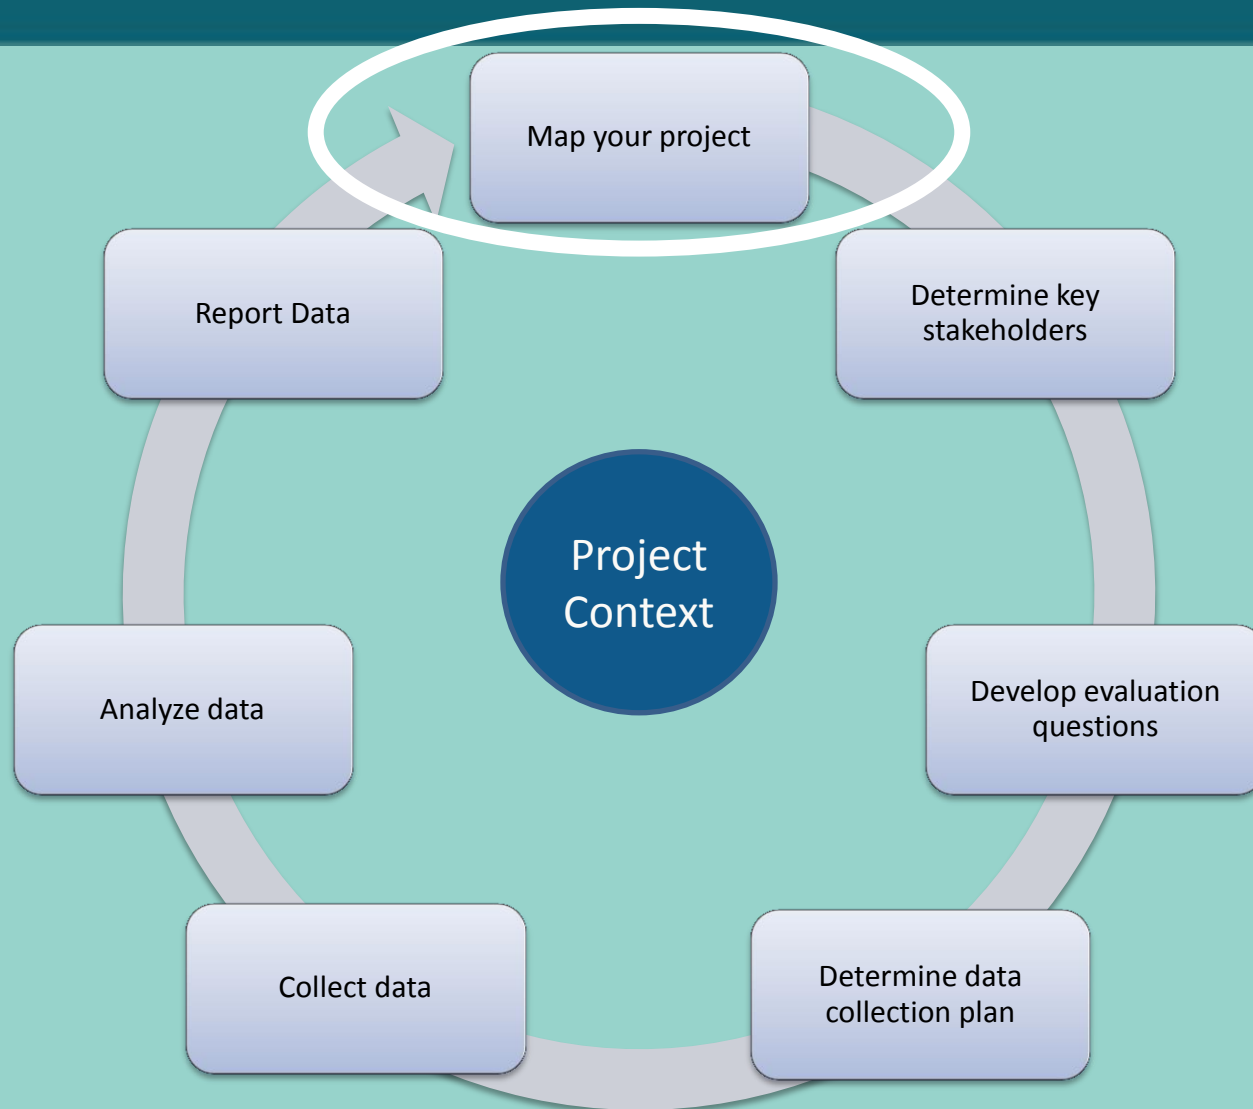 Map your project
Determine key
stakeholders
Develop evaluation
questions
Determine data
collection plan
Collect data
Analyze data
Report Data
Project
Context